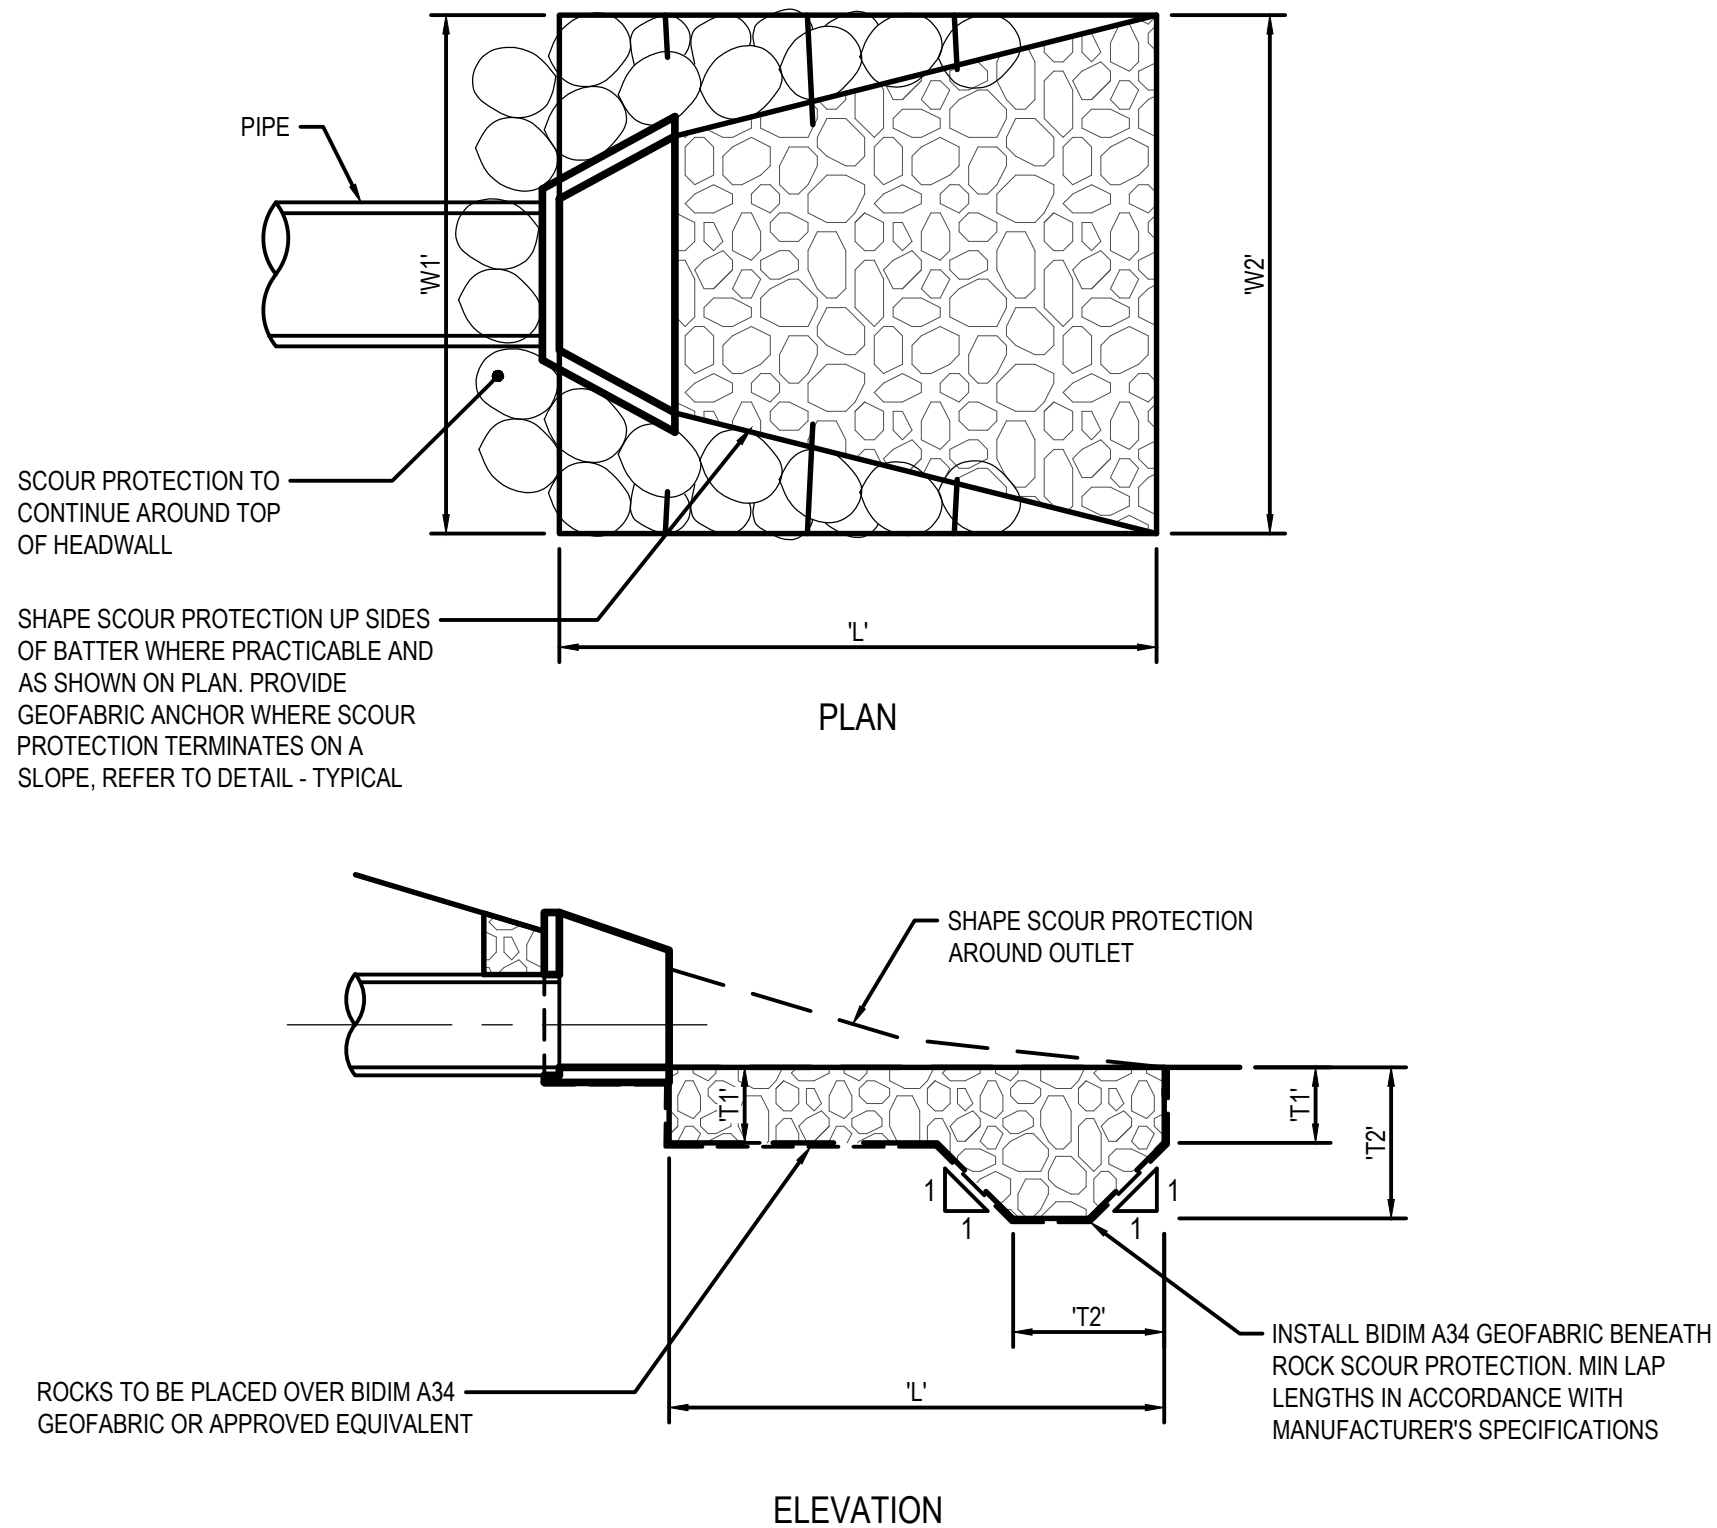 PIPE
'W1'
'W2'
SCOUR PROTECTION TO
CONTINUE AROUND TOP
OF HEADWALL
SHAPE SCOUR PROTECTION UP SIDES
OF BATTER WHERE PRACTICABLE AND
AS SHOWN ON PLAN. PROVIDE
GEOFABRIC ANCHOR WHERE SCOUR
PROTECTION TERMINATES ON A
SLOPE, REFER TO DETAIL - TYPICAL
'L'
PLAN
SHAPE SCOUR PROTECTION
AROUND OUTLET
'T1'
'T1'
'T2'
1
1
1
1
'T2'
INSTALL BIDIM A34 GEOFABRIC BENEATH
ROCK SCOUR PROTECTION. MIN LAP
LENGTHS IN ACCORDANCE WITH
MANUFACTURER'S SPECIFICATIONS
ROCKS TO BE PLACED OVER BIDIM A34
GEOFABRIC OR APPROVED EQUIVALENT
'L'
ELEVATION